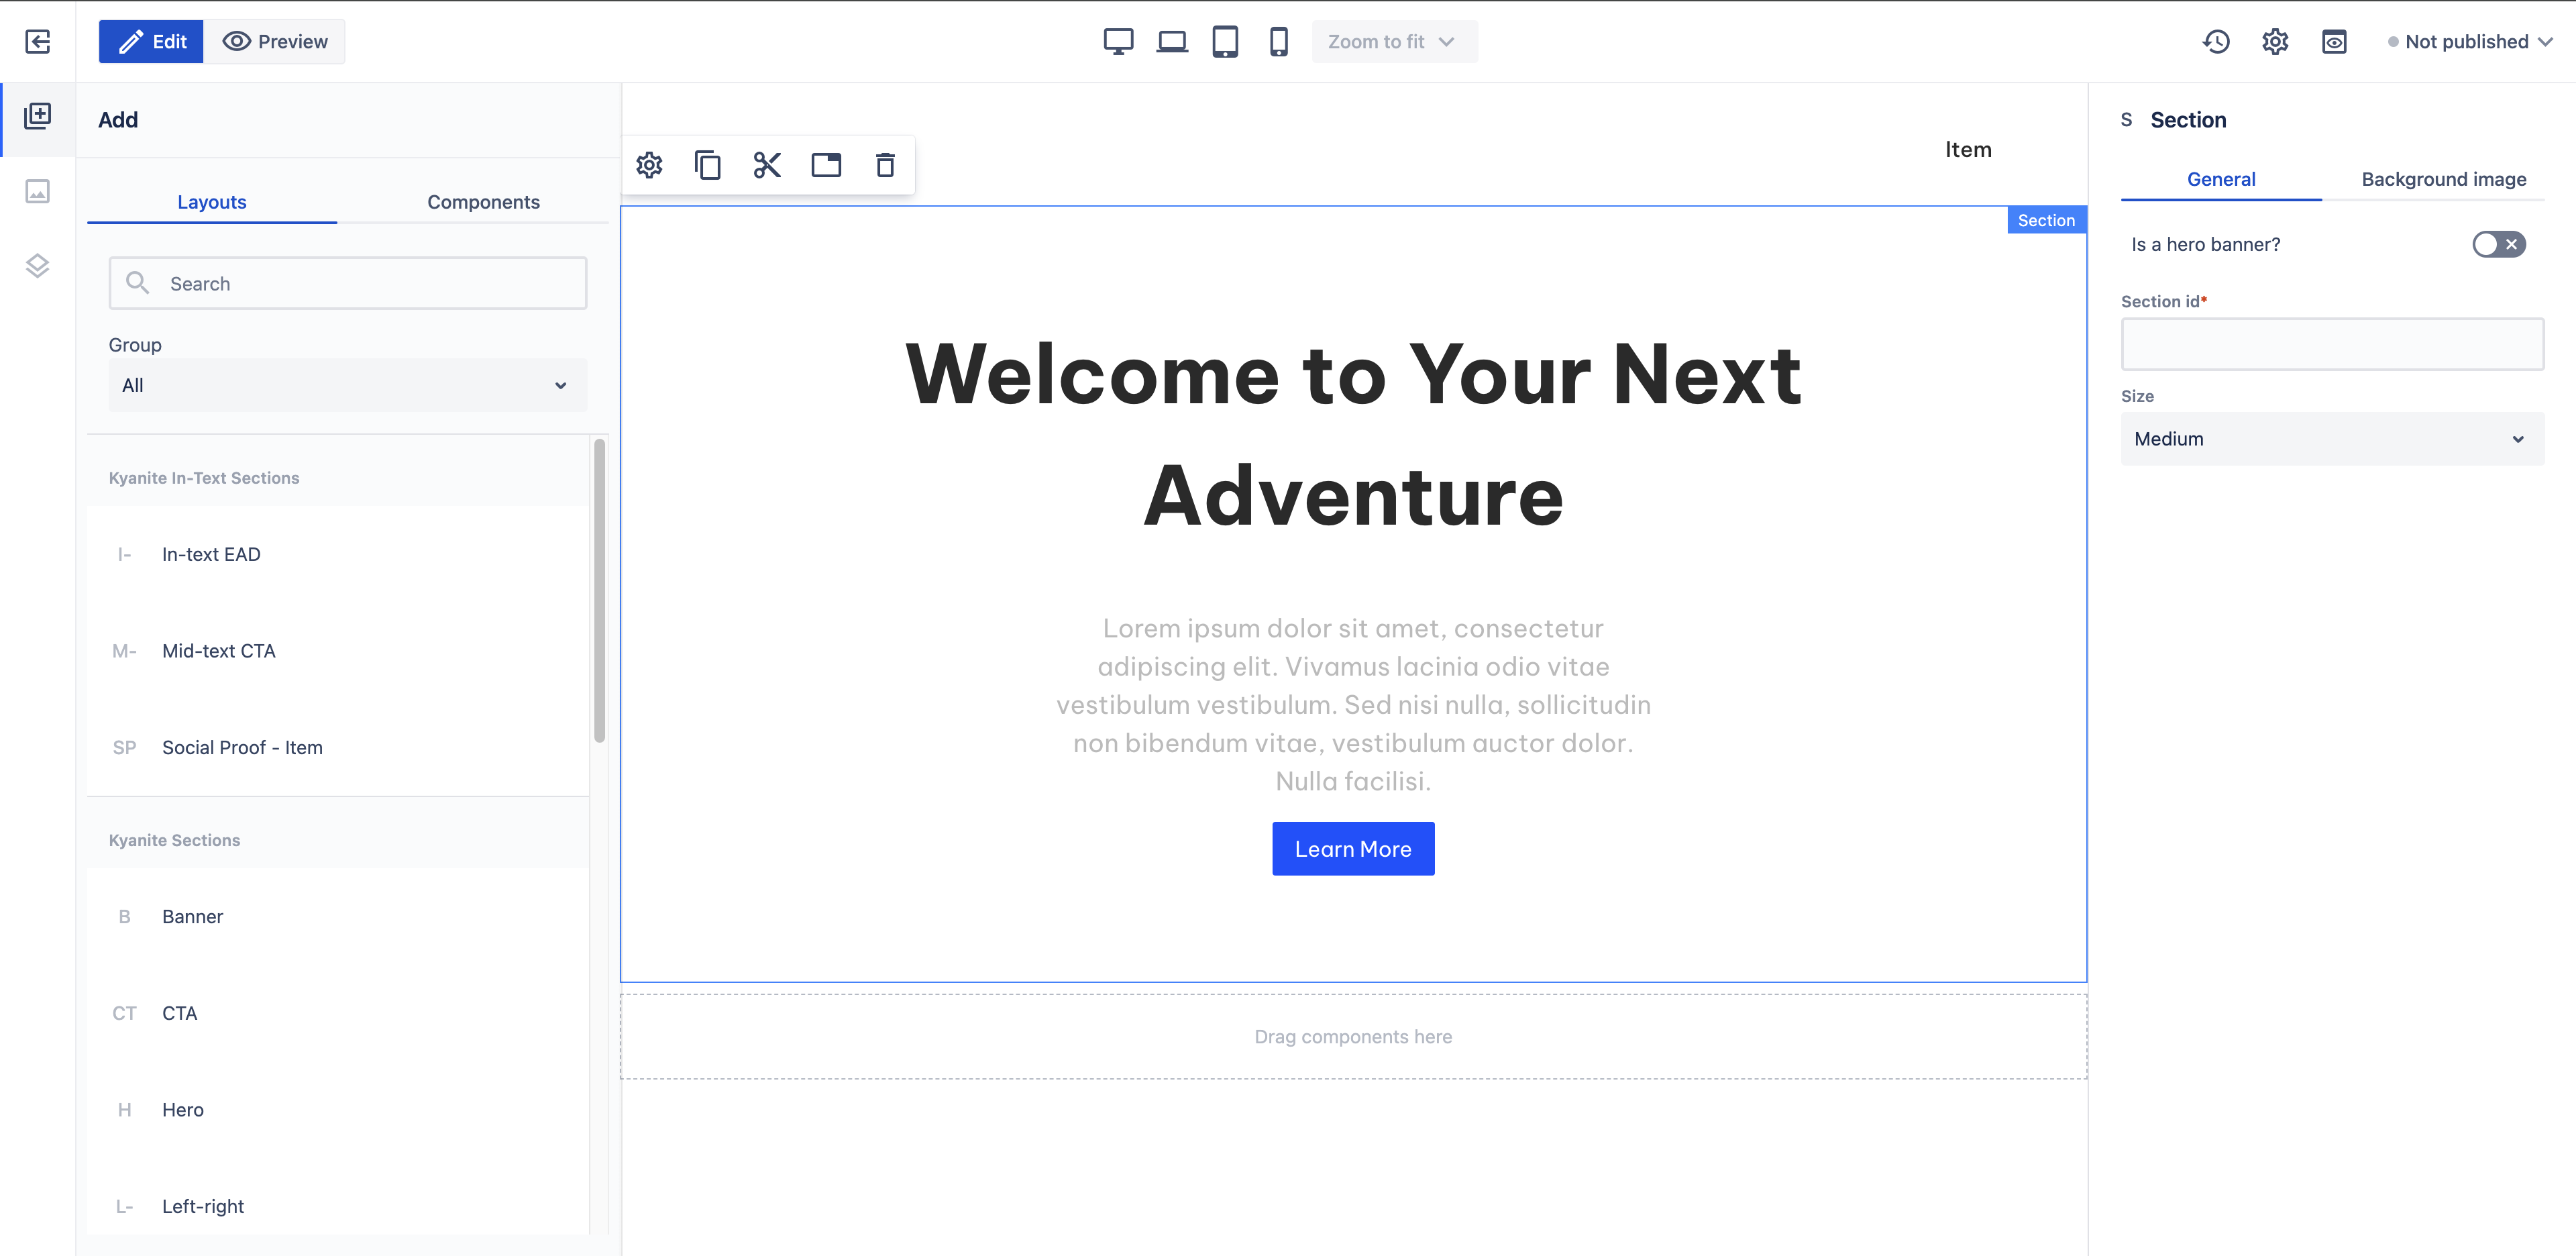 Edit
Preview
Zoom to fit
Not published
Add
Layouts
Components
Search
Group
All
Kyanite In-Text Sections
I- In-text EAD
M- Mid-text CTA
SP Social Proof - Item
Kyanite Sections
B Banner
CT CTA
H Hero
L- Left-right
Item
Section
Welcome to Your Next
Adventure
Lorem ipsum dolor sit amet, consectetur
adipiscing elit. Vivamus lacinia odio vitae
vestibulum vestibulum. Sed nisi nulla, sollicitudin
non bibendum vitae, vestibulum auctor dolor.
Nulla facilisi.
Learn More
Drag components here
S Section
General
Background image
Is a hero banner?
Section id*
Size
Medium